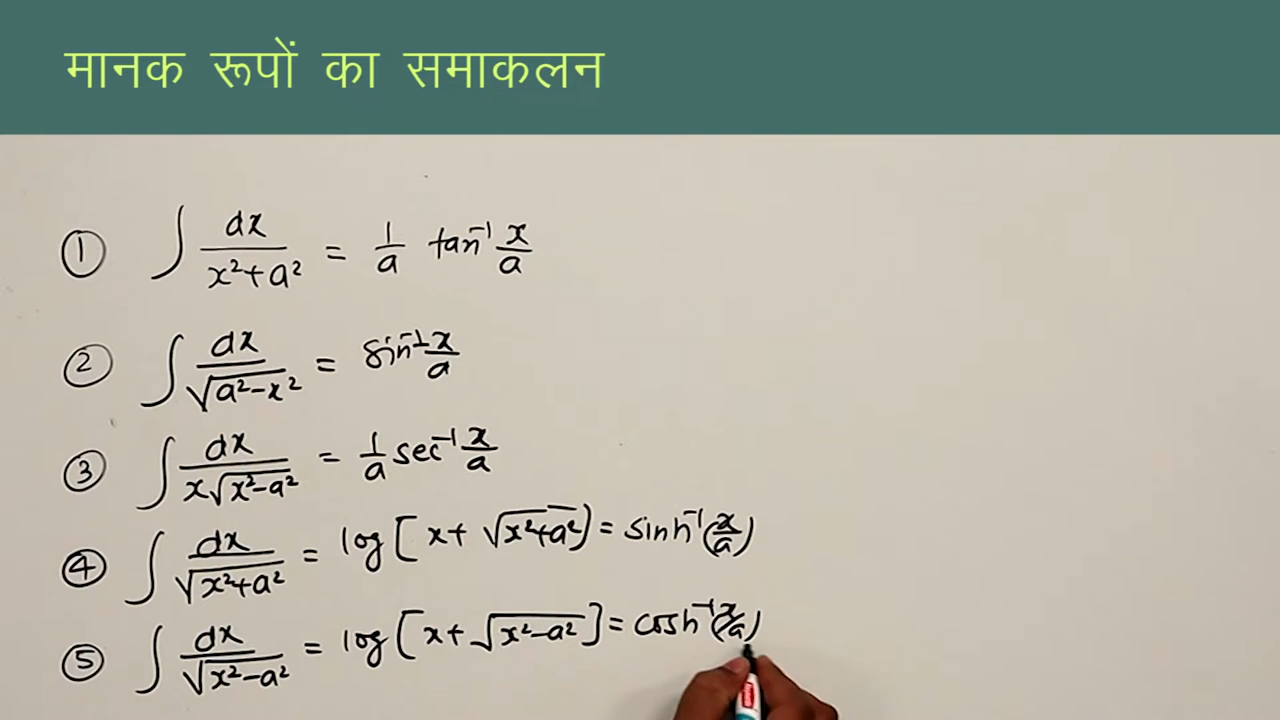 मानक रूपों का समाकलन
① ∫ dx / (x²+a²) = 1/a tan⁻¹ x/a
② ∫ dx / √(a²-x²) = sin⁻¹ x/a
③ ∫ dx / (x√(x²-a²)) = 1/a sec⁻¹ x/a
④ ∫ dx / √(x²+a²) = log[x+√(x²+a²)] = sinh⁻¹(x/a)
⑤ ∫ dx / √(x²-a²) = log[x+√(x²-a²)] = cosh⁻¹(x/a)